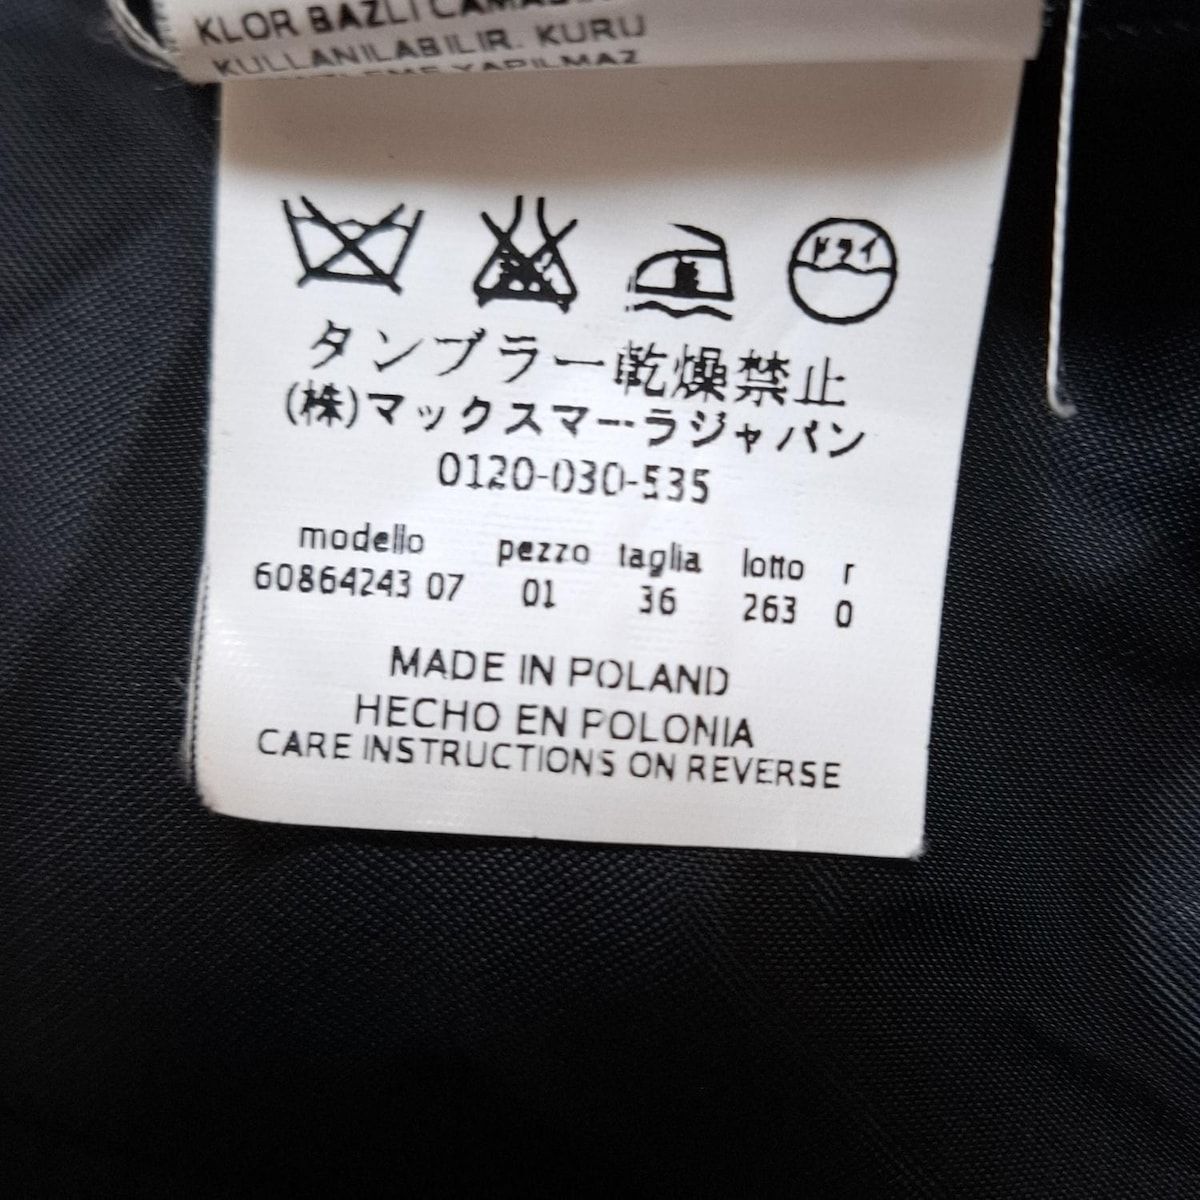 KLOR BAZLI
KULLANILABILIR. KURU
YAPILMAZ
ドライ
タンブラー乾燥禁止
(株)マックスマーラジャパン
0120-030-535
modello pezzo taglia lotto r
60864243 07 01 36 263 0
MADE IN POLAND
HECHO EN POLONIA
CARE INSTRUCTIONS ON REVERSE